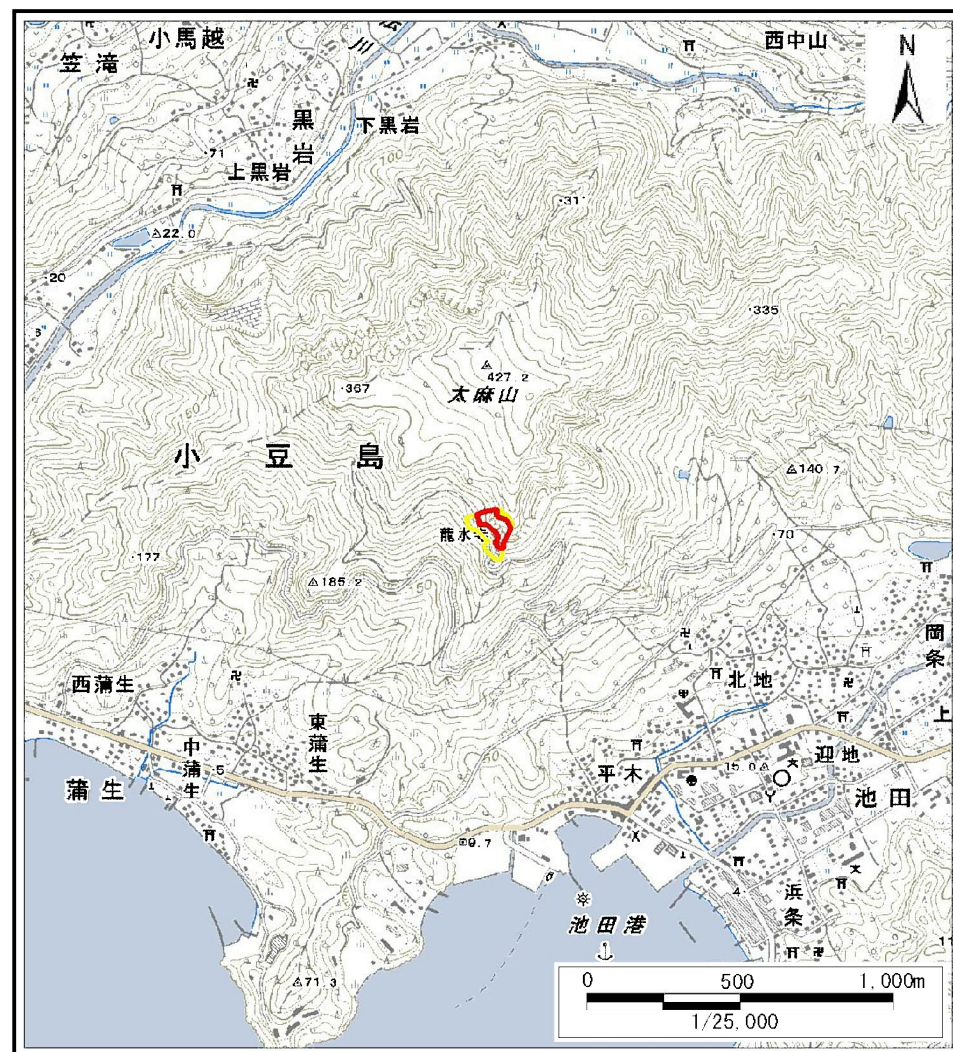 小馬越
笠滝
西中山
N
黒岩
下黒岩
上黒岩
71
100
311
22.0
20
335
427.2
367
太麻山
150
小豆島
140.7
龍水寺
70
177
185.2
岡条
西蒲生
北地
上
東蒲生
中蒲生
5
平木
15.0
迎地
蒲生
池田
9.7
4
浜条
池田港
71.3
0 500 1,000m
1/25,000